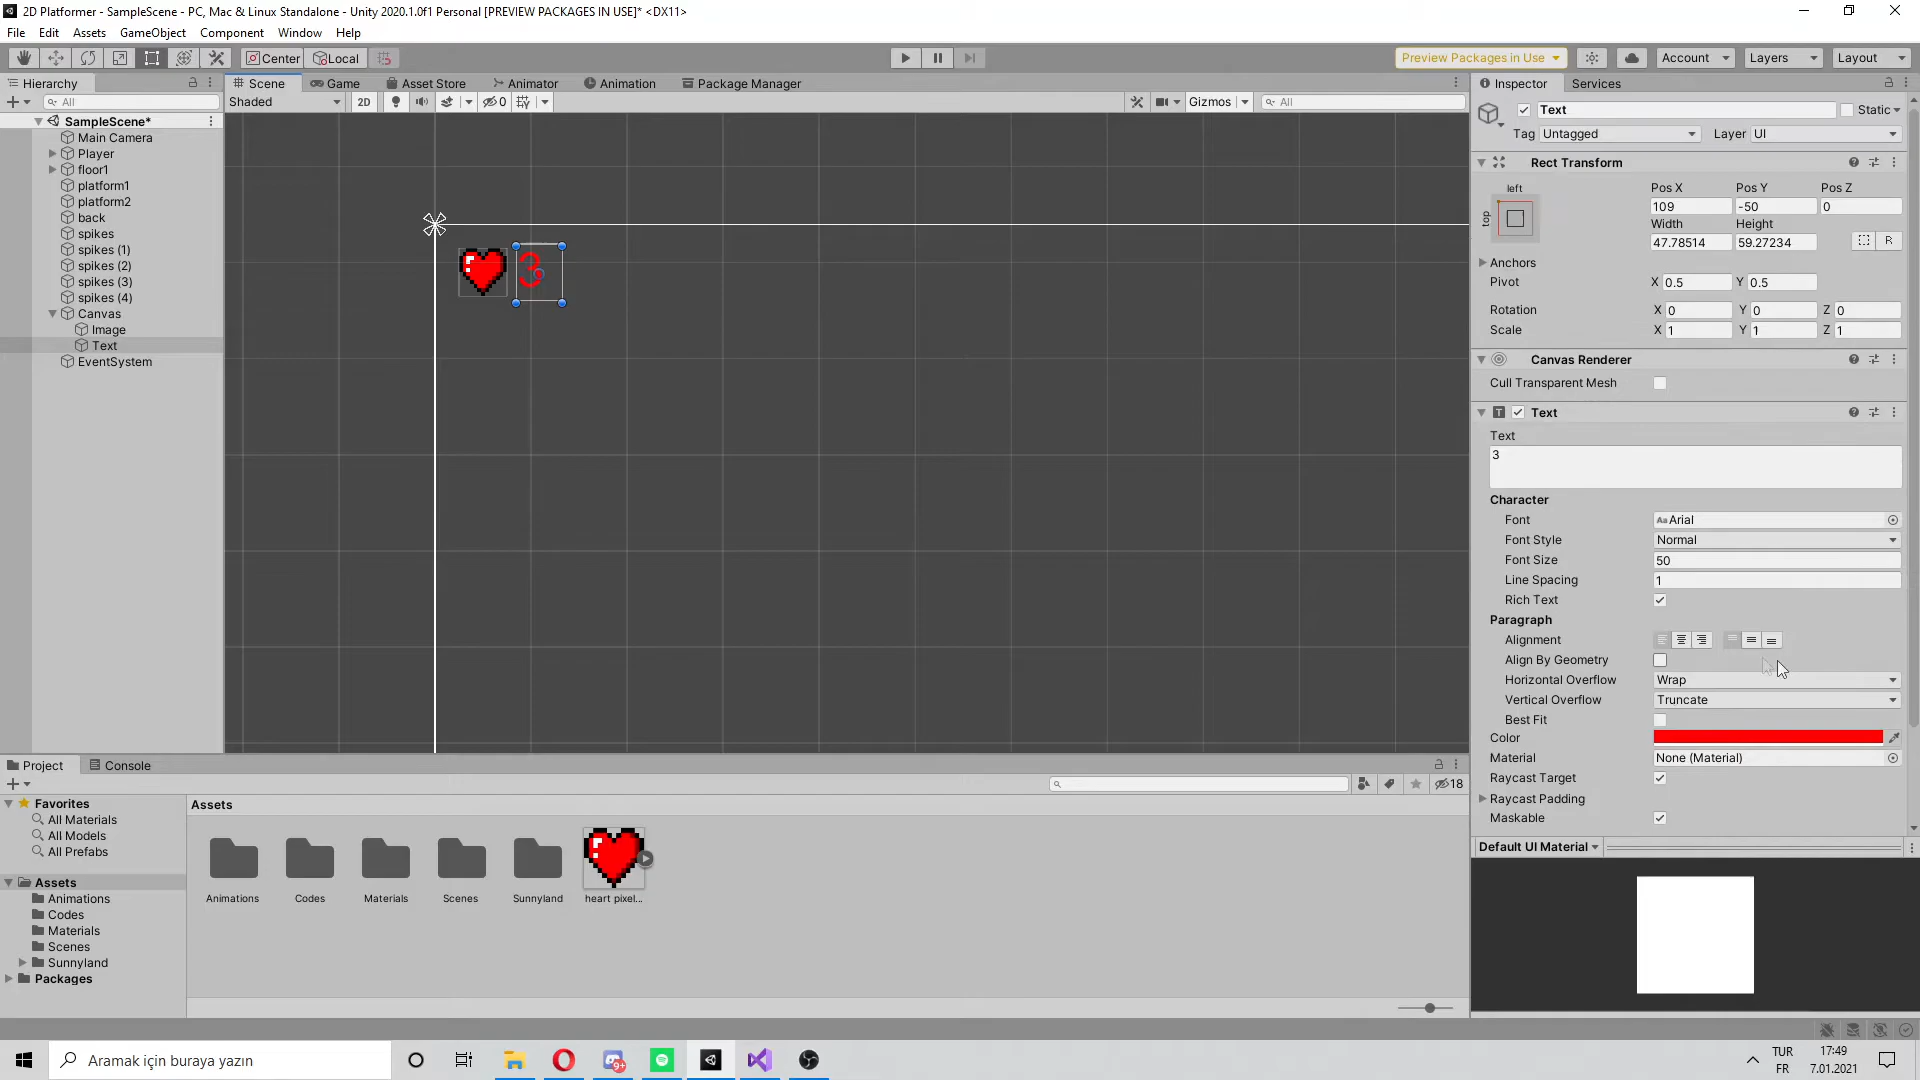 2D Platformer - SampleScene - PC, Mac & Linux Standalone - Unity 2020.1.0f1 Personal [PREVIEW PACKAGES IN USE]* <DX11>
File Edit Assets GameObject Component Window Help
Center Local Preview Packages in Use Account Layers Layout
Hierarchy
All
SampleScene*
Main Camera
Player
floor1
platform1
platform2
back
spikes
spikes (1)
spikes (2)
spikes (3)
spikes (4)
Canvas
Image
Text
EventSystem
Scene Game Asset Store Animator Animation Package Manager
Shaded 2D 0 Gizmos All
3
Inspector Services
Text Static
Tag Untagged Layer UI
Rect Transform
left
top
Pos X Pos Y Pos Z
109 -50 0
Width Height
47.78514 59.27234 R
Anchors
Pivot X 0.5 Y 0.5
Rotation X 0 Y 0 Z 0
Scale X 1 Y 1 Z 1
Canvas Renderer
Cull Transparent Mesh
Text
Text
3
Character
Font Aa Arial
Font Style Normal
Font Size 50
Line Spacing 1
Rich Text
Paragraph
Alignment
Align By Geometry
Horizontal Overflow Wrap
Vertical Overflow Truncate
Best Fit
Color
Material None (Material)
Raycast Target
Raycast Padding
Maskable
Default UI Material
Project Console
18
Favorites
All Materials
All Models
All Prefabs
Assets
Animations
Codes
Materials
Scenes
Sunnyland
Packages
Assets
Animations Codes Materials Scenes Sunnyland heart pixel...
Aramak için buraya yazın
9+
TUR
FR
17:49
7.01.2021